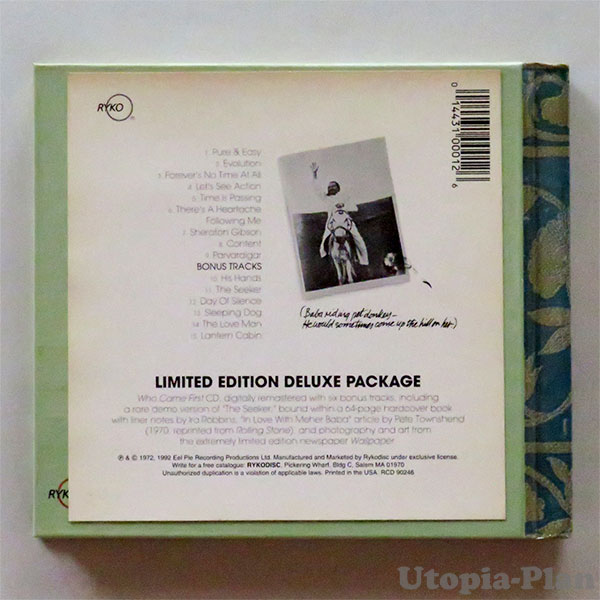 RYKO
0 14431 00012 6
1. Pure & Easy
2. Evolution
3. Forever's No Time At All
4. Let's See Action
5. Time Is Passing
6. There's A Heartache
Following Me
7. Sheraton Gibson
8. Content
9. Parvardigar
BONUS TRACKS
10. His Hands
11. The Seeker
12. Day Of Silence
13. Sleeping Dog
14. The Love Man
15. Lantern Cabin
(Baba riding pet donkey—
He would sometimes come up the hill on her.)
LIMITED EDITION DELUXE PACKAGE
Who Came First CD, digitally remastered with six bonus tracks, including
a rare demo version of "The Seeker," bound within a 64-page hardcover book
with liner notes by Ira Robbins, "In Love With Meher Baba" article by Pete Townshend
(1970, reprinted from Rolling Stone), and photography and art from
the extremely limited edition newspaper Wallpaper.
℗ & © 1972, 1992 Eel Pie Recording Productions Ltd. Manufactured and Marketed by Rykodisc under exclusive license.
Write for a free catalogue: RYKODISC, Pickering Wharf, Bldg C, Salem MA 01970
Unauthorized duplication is a violation of applicable laws. Printed in the USA. RCD 90246
RYK
Utopia-Plan